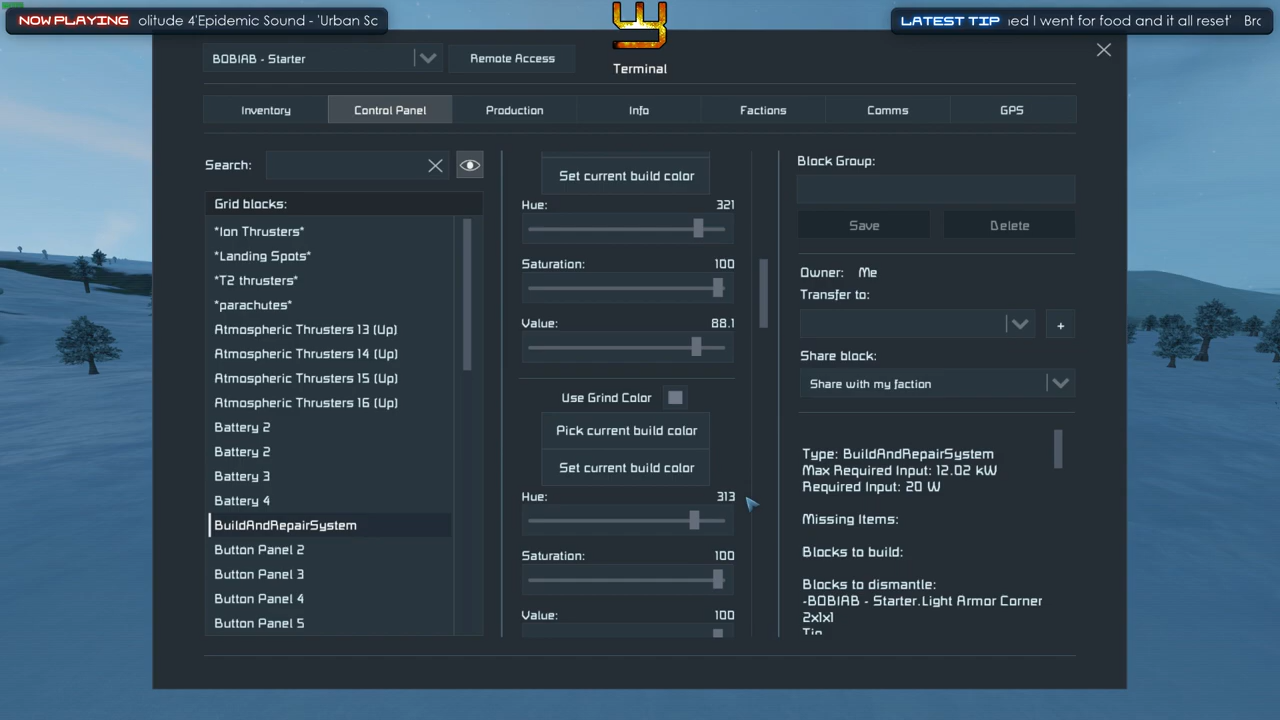 NOW PLAYING olitude 4'Epidemic Sound - 'Urban Sc
LATEST TIP ed I went for food and it all reset' Bro
BOBIAB - Starter
Remote Access
Terminal
Inventory
Control Panel
Production
Info
Factions
Comms
GPS
Search:
Grid blocks:
*Ion Thrusters*
*Landing Spots*
*T2 thrusters*
*parachutes*
Atmospheric Thrusters 13 (Up)
Atmospheric Thrusters 14 (Up)
Atmospheric Thrusters 15 (Up)
Atmospheric Thrusters 16 (Up)
Battery 2
Battery 2
Battery 3
Battery 4
BuildAndRepairSystem
Button Panel 2
Button Panel 3
Button Panel 4
Button Panel 5
Set current build color
Hue: 321
Saturation: 100
Value: 88.1
Use Grind Color
Pick current build color
Set current build color
Hue: 313
Saturation: 100
Value: 100
Block Group:
Save
Delete
Owner: Me
Transfer to:
+
Share block:
Share with my faction
Type: BuildAndRepairSystem
Max Required Input: 12.02 kW
Required Input: 20 W
Missing Items:
Blocks to build:
Blocks to dismantle:
-BOBIAB - Starter.Light Armor Corner
2x1x1
Tip